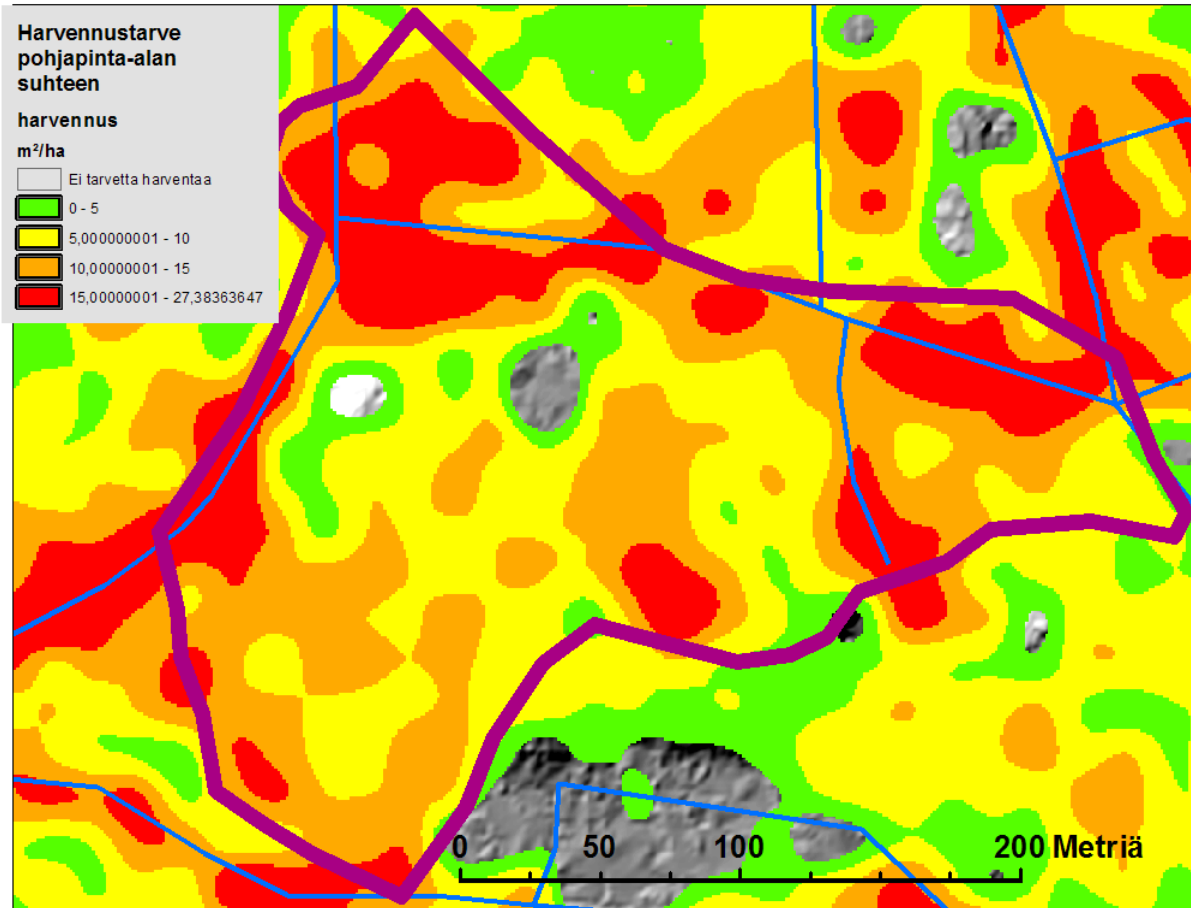 Harvennustarve
pohjapinta-alan
suhteen
harvennus
m²/ha
Ei tarvetta harventaa
0 - 5
5,000000001 - 10
10,00000001 - 15
15,00000001 - 27,38363647
0 50 100 200 Metriä